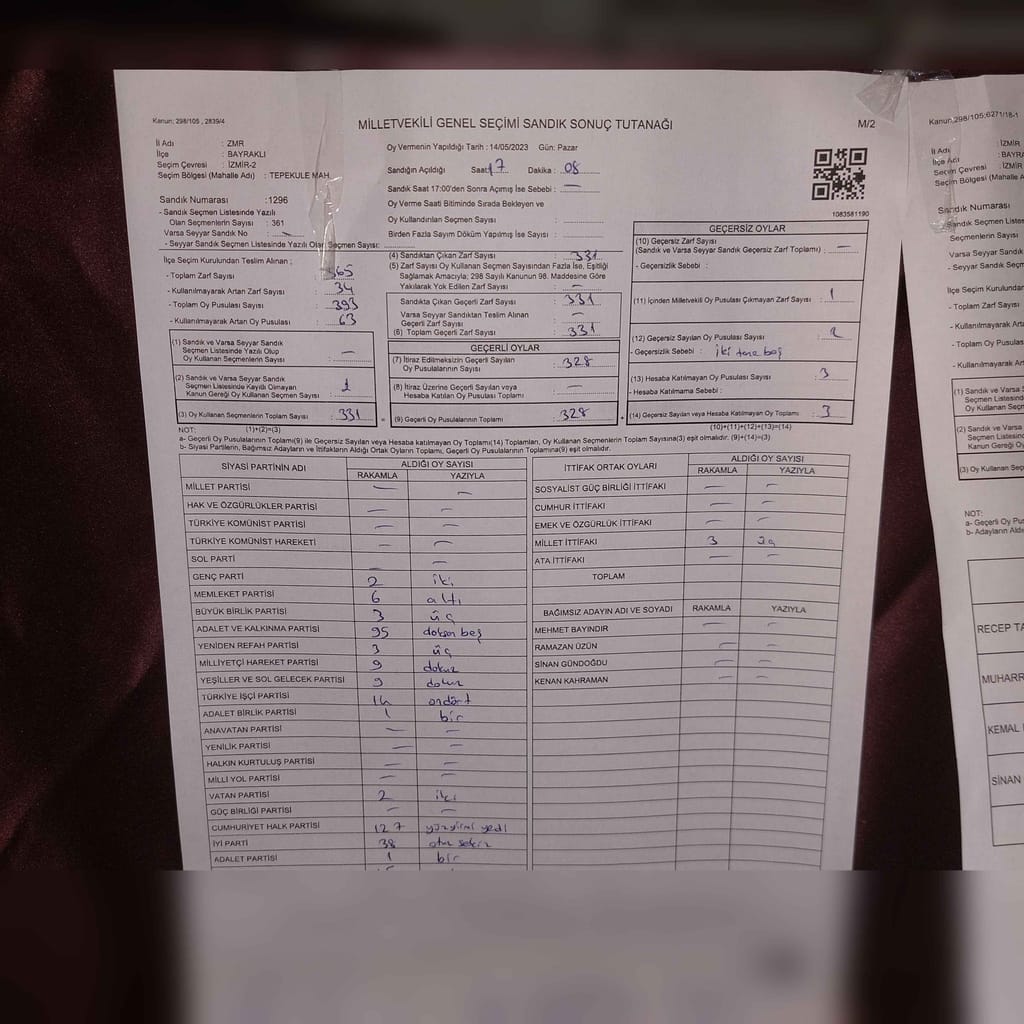 Kanun: 298/105 , 2839/4
MİLLETVEKİLİ GENEL SEÇİMİ SANDIK SONUÇ TUTANAĞI
M/2
İl Adı : ZMR
İlçe : BAYRAKLI
Seçim Çevresi : İZMİR-2
Seçim Bölgesi (Mahalle Adı) : TEPEKULE MAH.
Oy Vermenin Yapıldığı Tarih : 14/05/2023 Gün: Pazar
Sandığın Açıldığı Saat: 17 Dakika : 08
Sandık Saat 17:00'den Sonra Açılmış İse Sebebi : —
Oy Verme Saati Bitiminde Sırada Bekleyen ve
Oy Kullandırılan Seçmen Sayısı :
Birden Fazla Sayım Döküm Yapılmış İse Sayısı :
1083581190
Sandık Numarası : 1296
- Sandık Seçmen Listesinde Yazılı
Olan Seçmenlerin Sayısı : 361
Varsa Seyyar Sandık No : —
- Seyyar Sandık Seçmen Listesinde Yazılı Olan Seçmen Sayısı:
İlçe Seçim Kurulundan Teslim Alınan ;
- Toplam Zarf Sayısı : 365
- Kullanılmayarak Artan Zarf Sayısı : 34
- Toplam Oy Pusulası Sayısı : 393
- Kullanılmayarak Artan Oy Pusulası : 63
(1) Sandık ve Varsa Seyyar Sandık
Seçmen Listesinde Yazılı Olup
Oy Kullanan Seçmenlerin Sayısı : —
(2) Sandık ve Varsa Seyyar Sandık
Seçmen Listesinde Kayıtlı Olmayan
Kanun Gereği Oy Kullanan Seçmen Sayısı : 1
(3) Oy Kullanan Seçmenlerin Toplam Sayısı : 331
(1)+(2)=(3)
(4) Sandıktan Çıkan Zarf Sayısı : 331
(5) Zarf Sayısı Oy Kullanan Seçmen Sayısından Fazla İse, Eşitliği
Sağlamak Amacıyla; 298 Sayılı Kanunun 98. Maddesine Göre
Yakılarak Yok Edilen Zarf Sayısı : —
Sandıkta Çıkan Geçerli Zarf Sayısı : 331
Varsa Seyyar Sandıktan Teslim Alınan
Geçerli Zarf Sayısı : —
(6) Toplam Geçerli Zarf Sayısı : 331
GEÇERLİ OYLAR
(7) İtiraz Edilmeksizin Geçerli Sayılan
Oy Pusulasının Sayısı : 328
(8) İtiraz Üzerine Geçerli Sayılan veya
Hesaba Katılan Oy Pusulası Toplamı : —
= (9) Geçerli Oy Pusulalarının Toplamı : 328 +
GEÇERSİZ OYLAR
(10) Geçersiz Zarf Sayısı
(Sandık ve Varsa Seyyar Sandık Geçersiz Zarf Toplamı) : —
- Geçersizlik Sebebi :
(11) İçinden Milletvekili Oy Pusulası Çıkmayan Zarf Sayısı : 1
(12) Geçersiz Sayılan Oy Pusulası Sayısı : 2
- Geçersizlik Sebebi : iki tane boş
(13) Hesaba Katılmayan Oy Pusulası Sayısı : 3
- Hesaba Katılmama Sebebi :
(14) Geçersiz Sayılan veya Hesaba Katılmayan Oy Toplamı : 3
(10)+(11)+(12)+(13)=(14)
NOT:
a- Geçerli Oy Pusulalarının Toplamı(9) ile Geçersiz Sayılan veya Hesaba katılmayan Oy Toplamı(14) Toplamları, Oy Kullanan Seçmenlerin Toplam Sayısına(3) eşit olmalıdır. (9)+(14)=(3)
b- Siyasi Partilerin, Bağımsız Adayların ve İttifakların Aldığı Ortak Oyların Toplamı, Geçerli Oy Pusulalarının Toplamına(9) eşit olmalıdır.
SİYASİ PARTİNİN ADI ALDIĞI OY SAYISI
RAKAMLA YAZIYLA
MİLLET PARTİSİ — —
HAK VE ÖZGÜRLÜKLER PARTİSİ — —
TÜRKİYE KOMÜNİST PARTİSİ — —
TÜRKİYE KOMÜNİST HAREKETİ — —
SOL PARTİ — —
GENÇ PARTİ 2 iki
MEMLEKET PARTİSİ 6 altı
BÜYÜK BİRLİK PARTİSİ 3 üç
ADALET VE KALKINMA PARTİSİ 95 doksan beş
YENİDEN REFAH PARTİSİ 3 üç
MİLLİYETÇİ HAREKET PARTİSİ 9 dokuz
YEŞİLLER VE SOL GELECEK PARTİSİ 9 dokuz
TÜRKİYE İŞÇİ PARTİSİ 14 ondört
ADALET BİRLİK PARTİSİ 1 bir
ANAVATAN PARTİSİ — —
YENİLİK PARTİSİ — —
HALKIN KURTULUŞ PARTİSİ — —
MİLLİ YOL PARTİSİ — —
VATAN PARTİSİ 2 iki
GÜÇ BİRLİĞİ PARTİSİ — —
CUMHURİYET HALK PARTİSİ 127 yüzyirmi yedi
İYİ PARTİ 38 otuz sekiz
ADALET PARTİSİ 1 bir
İTTİFAK ORTAK OYLARI ALDIĞI OY SAYISI
RAKAMLA YAZIYLA
SOSYALİST GÜÇ BİRLİĞİ İTTİFAKI — —
CUMHUR İTTİFAKI — —
EMEK VE ÖZGÜRLÜK İTTİFAKI — —
MİLLET İTTİFAKI 3 üç
ATA İTTİFAKI — —
TOPLAM
BAĞIMSIZ ADAYIN ADI VE SOYADI RAKAMLA YAZIYLA
MEHMET BAYINDIR — —
RAMAZAN ÜZÜN — —
SİNAN GÜNDOĞDU — —
KENAN KAHRAMAN — —
Kanun: 298/105;6271/18-1
İl Adı : İZMİR
İlçe Adı : BAYRA
Seçim Çevresi : İZMİR
Seçim Bölgesi (Mahalle A
Sandık Numarası
- Sandık Seçmen Listes
Seçmenlerin Sayısı
Varsa Seyyar Sandık
- Seyyar Sandık Seçme
İlçe Seçim Kurulundan
- Toplam Zarf Sayısı
- Kullanılmayarak Artan
- Toplam Oy Pusulası
- Kullanılmayarak Artan
(1) Sandık ve Varsa Sey
Seçmen Listesinde
Oy Kullanan Seçmen
(2) Sandık ve Varsa
Seçmen Listesinde
Kanun Gereği Oy
(3) Oy Kullanan Seçme
NOT:
a- Geçerli Oy Pus
b- Adayların Aldı
RECEP TA
MUHARR
KEMAL
SİNAN